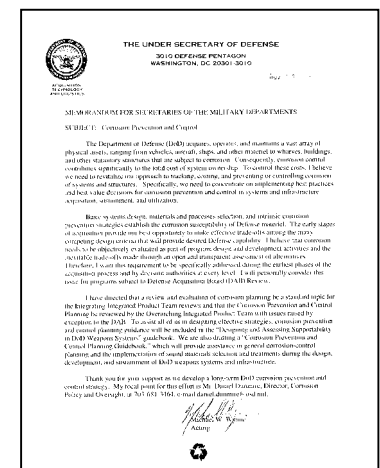 THE UNDER SECRETARY OF DEFENSE
3010 DEFENSE PENTAGON
WASHINGTON, DC 20301-3010
ACQUISITION,
TECHNOLOGY
AND LOGISTICS
MEMORANDUM FOR SECRETARIES OF THE MILITARY DEPARTMENTS
SUBJECT: Corrosion Prevention and Control
The Department of Defense (DoD) acquires, operates, and maintains a vast array of
physical assets, ranging from vehicles, aircraft, ships, and other materiel to wharves, buildings,
and other stationary structures that are subject to corrosion. Consequently, corrosion control
contributes significantly to the total cost of system ownership. To control these costs, I believe
we need to revitalize our approach to tracking, costing, and preventing or controlling corrosion
of systems and structures. Specifically, we need to concentrate on implementing best practices
and best value decisions for corrosion prevention and control in systems and infrastructure
acquisition, sustainment, and utilization.
Basic systems design, materials and processes selection, and intrinsic corrosion
prevention strategies establish the corrosion susceptibility of Defense materiel. The early stages
of acquisition provide our best opportunity to make effective trade-offs among the many
competing design criteria that will provide desired Defense capability. I believe that corrosion
needs to be objectively evaluated as part of program design and development activities and the
inevitable trade-offs made through an open and transparent assessment of alternatives.
Therefore, I want this requirement to be specifically addressed during the earliest phases of the
acquisition process and by decision authorities at every level. I will personally consider this
issue for programs subject to Defense Acquisition Board (DAB) Review.
I have directed that a review and evaluation of corrosion planning be a standard topic for
the Integrating Integrated Product Team reviews and that the Corrosion Prevention and Control
Planning be reviewed by the Overarching Integrated Product Team with issues raised by
exception to the DAB. To assist all of us in designing effective strategies, corrosion prevention
and control planning guidance will be included in the "Designing and Assessing Supportability
in DoD Weapons Systems" guidebook. We are also drafting a "Corrosion Prevention and
Control Planning Guidebook," which will provide assistance in general corrosion control
planning and the implementation of sound materials selection and treatments during the design,
development, and sustainment of DoD weapons systems and infrastructure.
Thank you for your support as we develop a long-term DoD corrosion prevention and
control strategy. My focal point for this effort is Mr. Daniel Dunmire, Director, Corrosion
Policy and Oversight, at 703-681-3464, e-mail daniel.dunmire@osd.mil.
Michael W. Wynne
Acting